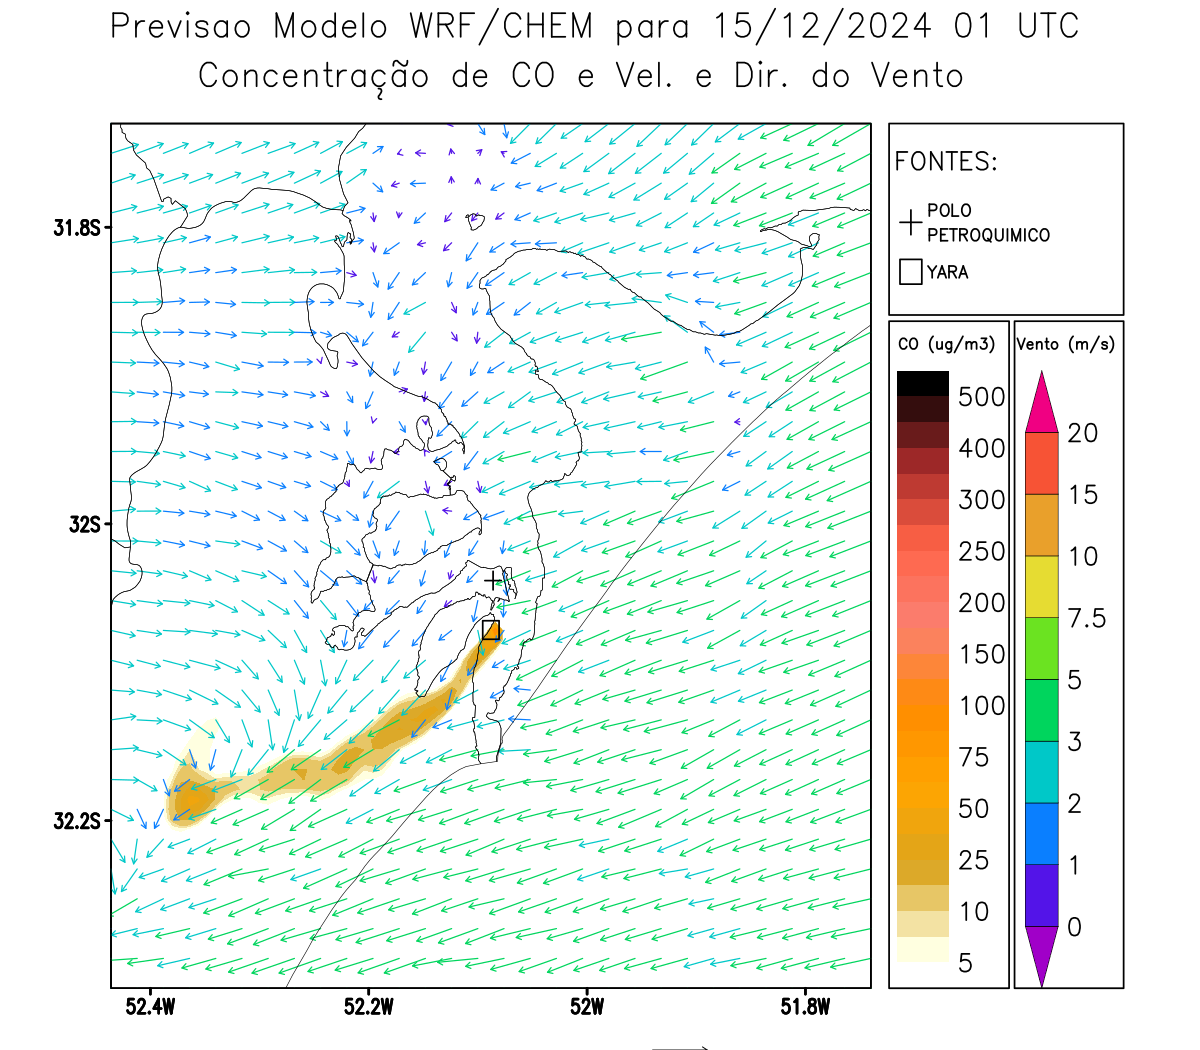 Previsao Modelo WRF/CHEM para 15/12/2024 01 UTC
Concentração de CO e Vel. e Dir. do Vento
FONTES:
POLO
PETROQUIMICO
YARA
CO (ug/m3)
500
400
300
250
200
150
100
75
50
25
10
5
Vento (m/s)
20
15
10
7.5
5
3
2
1
0
31.8S
32S
32.2S
52.4W
52.2W
52W
51.8W